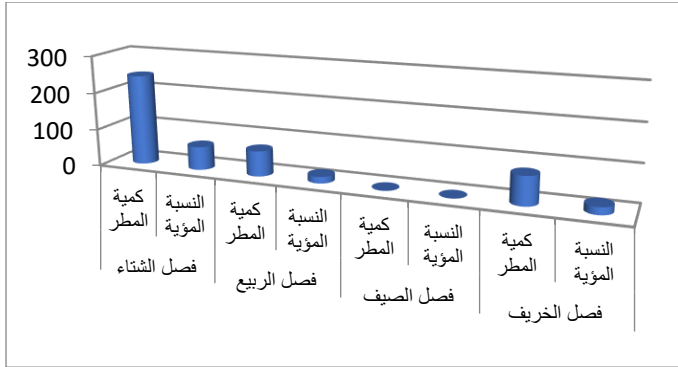 300
200
100
0
كمية
المطر
النسبة
المؤية
كمية
المطر
النسبة
المؤية
كمية
المطر
النسبة
المؤية
كمية
المطر
النسبة
المؤية
فصل الشتاء
فصل الربيع
فصل الصيف
فصل الخريف